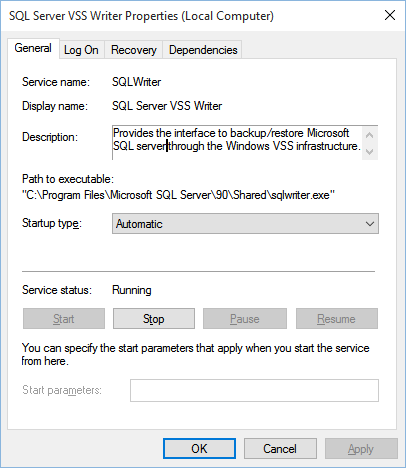 SQL Server VSS Writer Properties (Local Computer)
General Log On Recovery Dependencies
Service name: SQLWriter
Display name: SQL Server VSS Writer
Description: Provides the interface to backup/restore Microsoft
SQL server through the Windows VSS infrastructure.
Path to executable:
"C:\Program Files\Microsoft SQL Server\90\Shared\sqlwriter.exe"
Startup type: Automatic
Service status: Running
Start Stop Pause Resume
You can specify the start parameters that apply when you start the service
from here.
Start parameters:
OK Cancel Apply